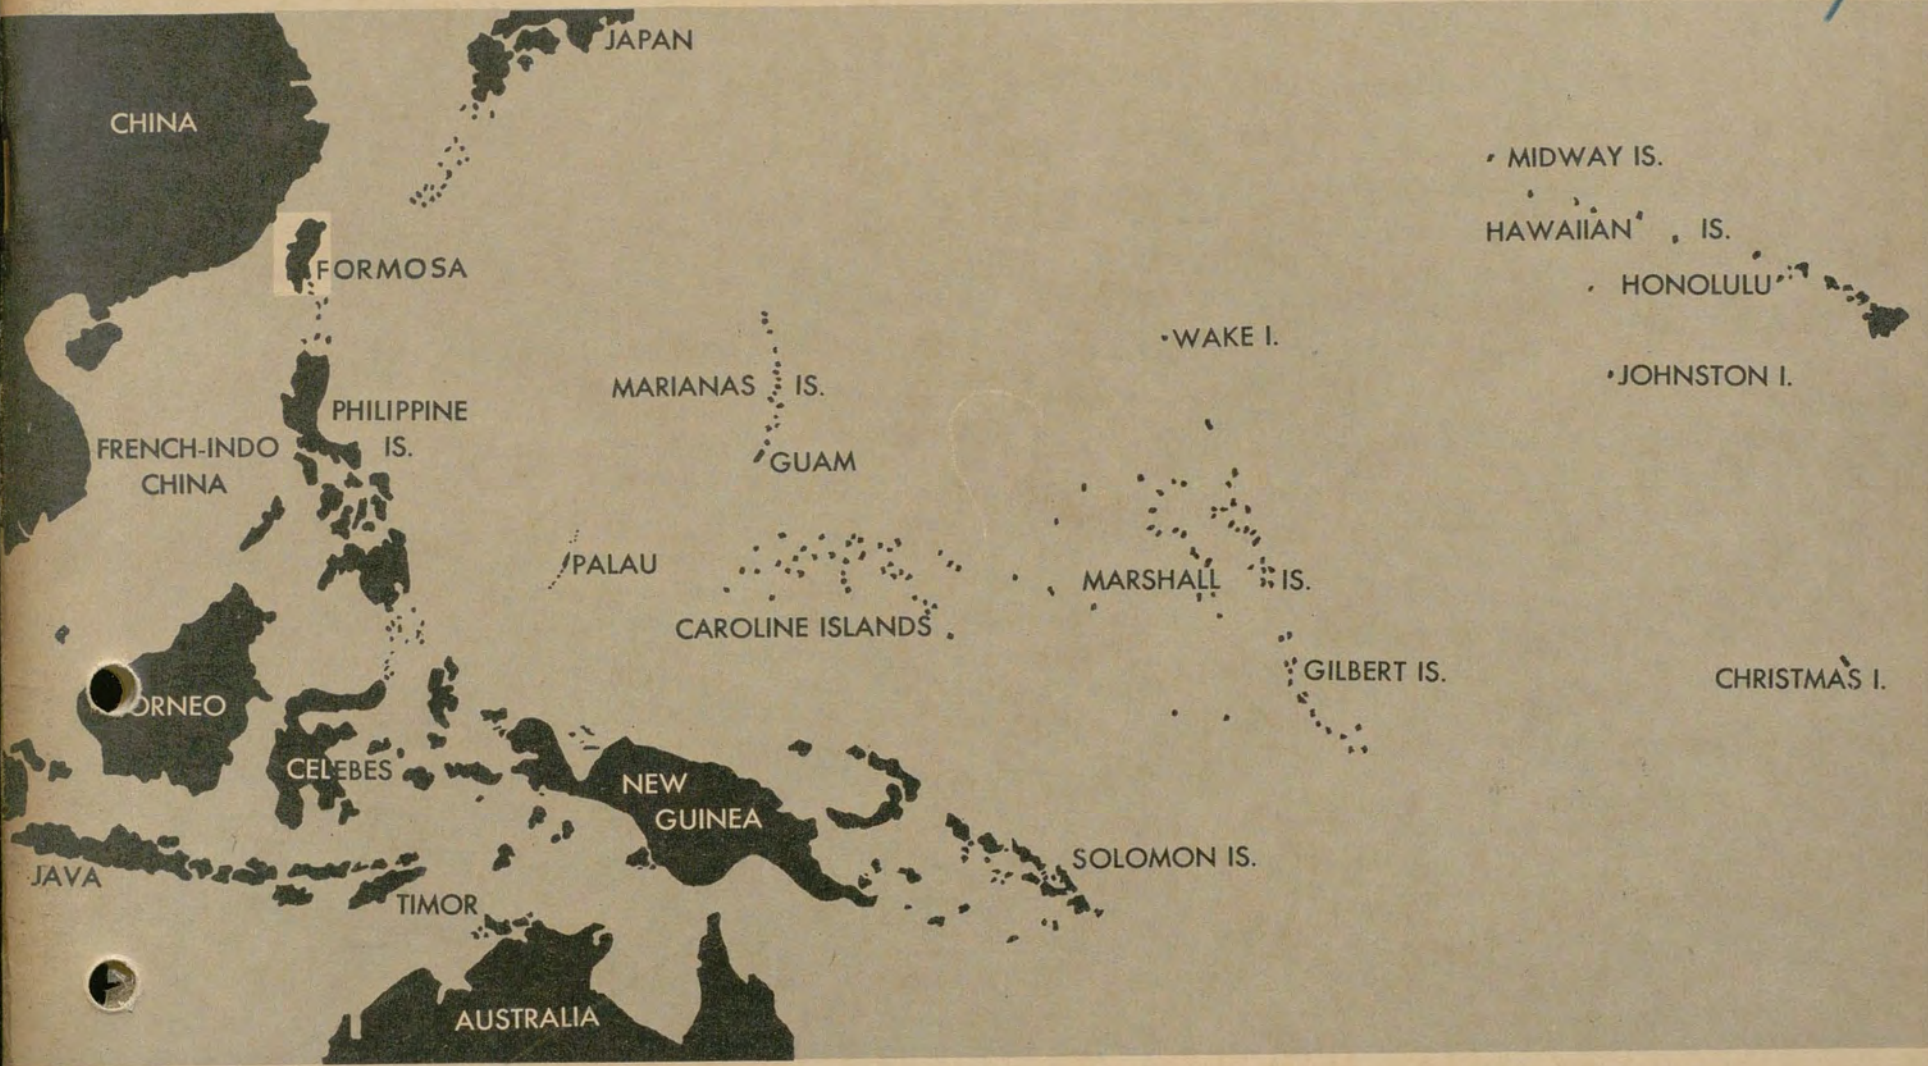 JAPAN
CHINA
MIDWAY IS.
HAWAIIAN IS.
FORMOSA
HONOLULU
WAKE I.
JOHNSTON I.
MARIANAS IS.
PHILIPPINE
IS.
FRENCH-INDO
CHINA
GUAM
PALAU
MARSHALL IS.
CAROLINE ISLANDS
GILBERT IS.
CHRISTMAS I.
ORNEO
CELEBES
NEW
GUINEA
SOLOMON IS.
JAVA
TIMOR
AUSTRALIA